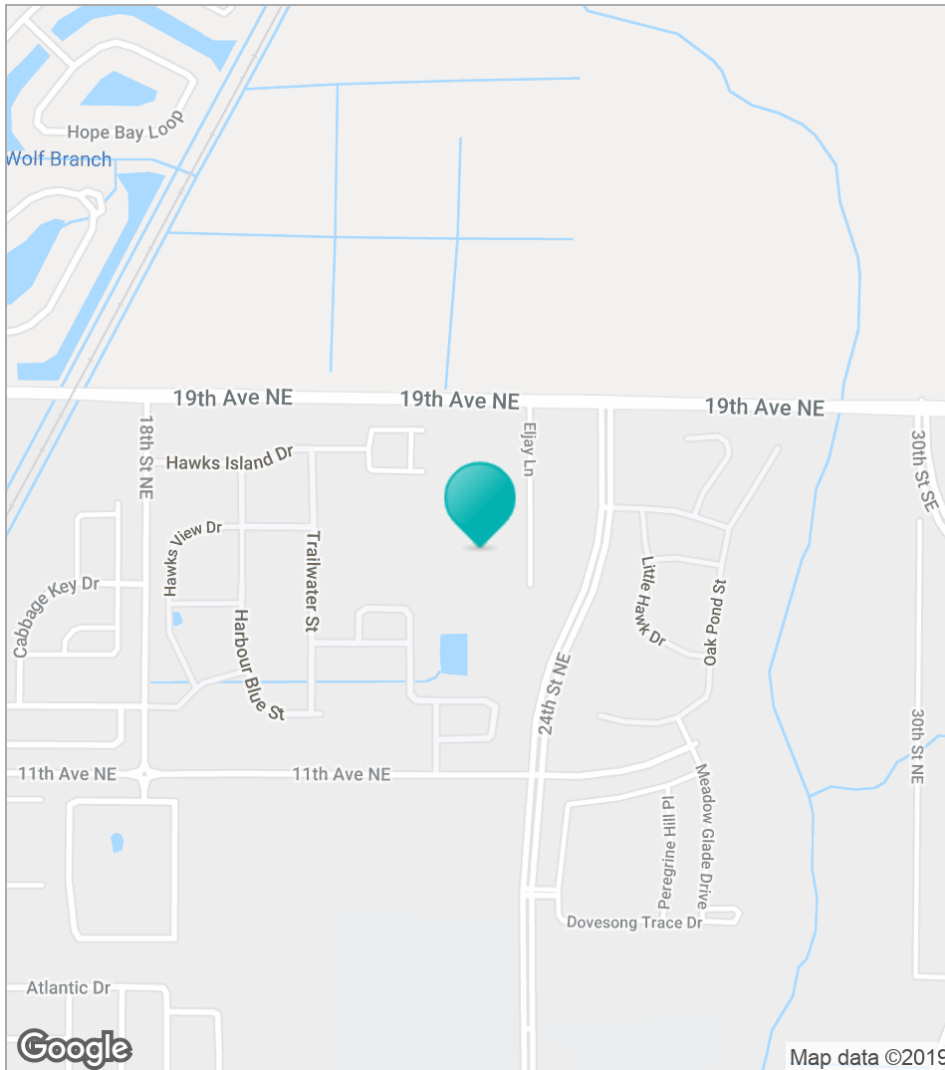 Hope Bay Loop
Wolf Branch
19th Ave NE
19th Ave NE
19th Ave NE
18th St NE
Eljay Ln
30th St SE
Hawks Island Dr
Hawks View Dr
Trailwater St
Cabbage Key Dr
Little Hawk Dr
Oak Pond St
Harbour Blue St
24th St NE
30th St NE
11th Ave NE
11th Ave NE
Meadow Glade Drive
Peregrine Hill Pl
Dovesong Trace Dr
Atlantic Dr
Google
Map data ©2019